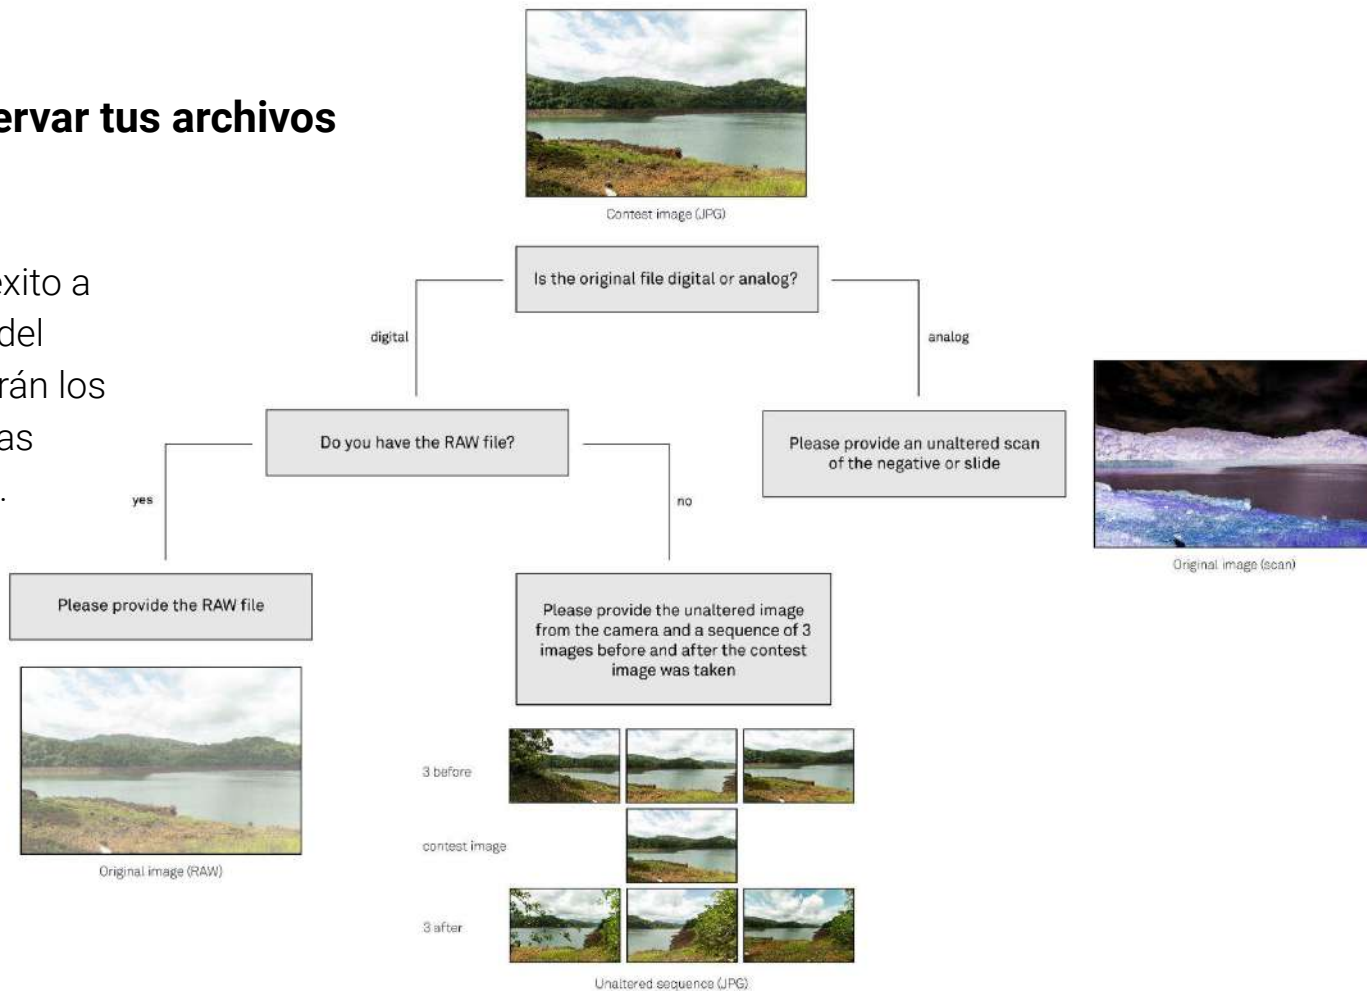 ervar tus archivos
éxito a
del
rán los
as
.
Contest image (JPG)
Is the original file digital or analog?
digital
analog
Do you have the RAW file?
Please provide an unaltered scan
of the negative or slide
Original image (scan)
yes
no
Please provide the RAW file
Original image (RAW)
Please provide the unaltered image
from the camera and a sequence of 3
images before and after the contest
image was taken
3 before
contest image
3 after
Unaltered sequence (JPG)